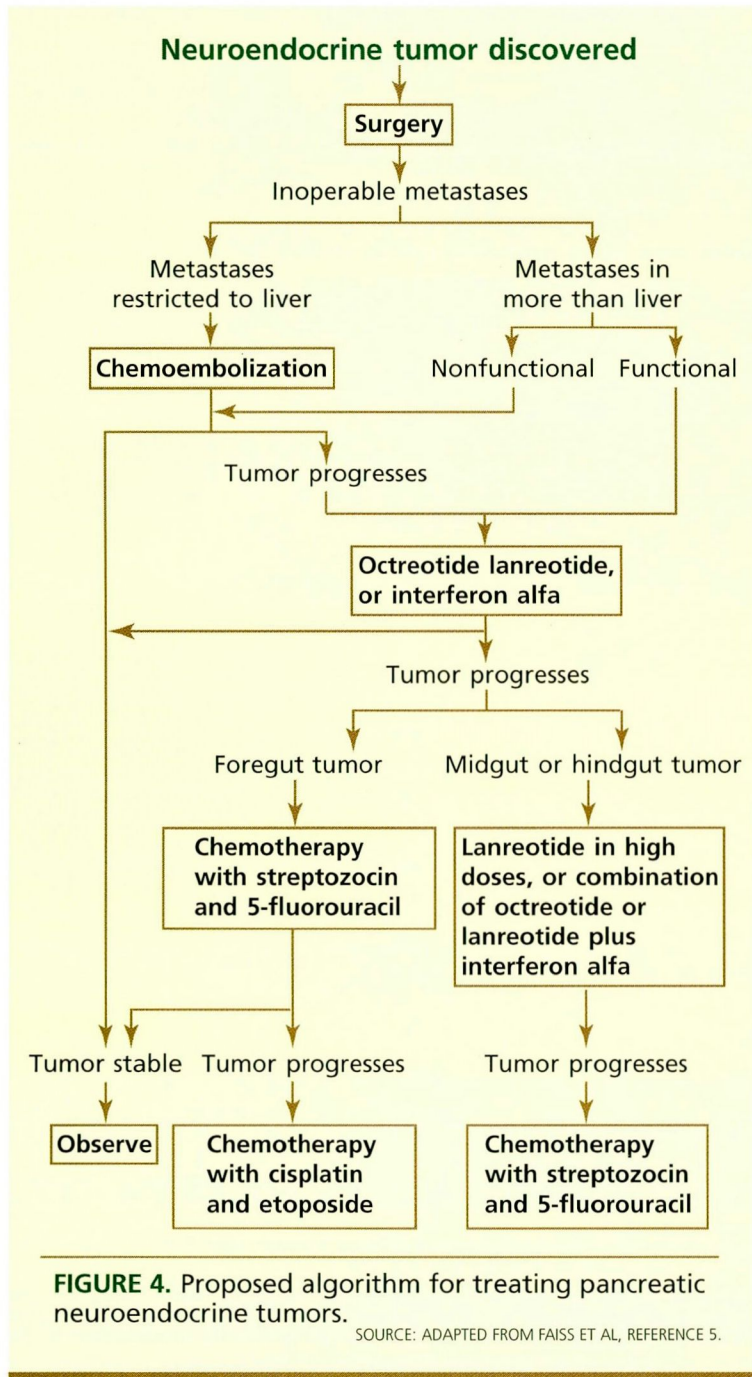 Neuroendocrine tumor discovered
Surgery
Inoperable metastases
Metastases
restricted to liver
Metastases in
more than liver
Chemoembolization
Nonfunctional
Functional
Tumor progresses
Octreotide lanreotide,
or interferon alfa
Tumor progresses
Foregut tumor
Midgut or hindgut tumor
Chemotherapy
with streptozocin
and 5-fluorouracil
Lanreotide in high
doses, or combination
of octreotide or
lanreotide plus
interferon alfa
Tumor stable
Tumor progresses
Tumor progresses
Observe
Chemotherapy
with cisplatin
and etoposide
Chemotherapy
with streptozocin
and 5-fluorouracil
FIGURE 4. Proposed algorithm for treating pancreatic
neuroendocrine tumors.
SOURCE: ADAPTED FROM FAISS ET AL, REFERENCE 5.